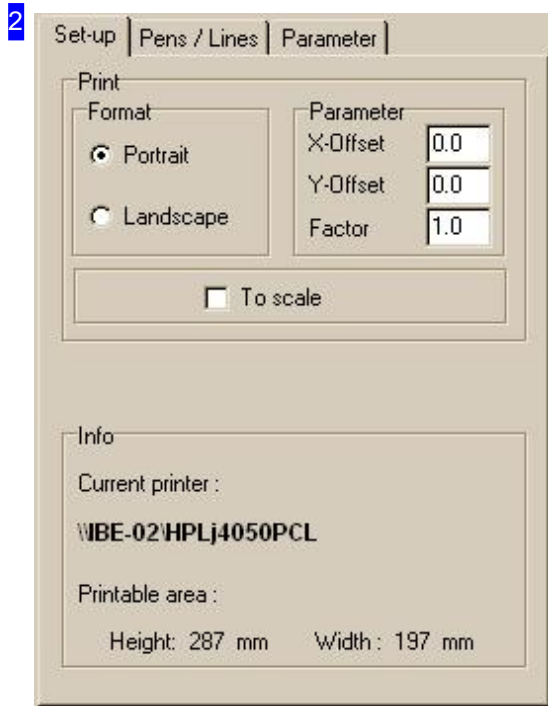 2
Set-up Pens / Lines Parameter
Print
Format
Portrait
Landscape
Parameter
X-Offset 0.0
Y-Offset 0.0
Factor 1.0
To scale
Info
Current printer :
\\IBE-02\HPLj4050PCL
Printable area :
Height: 287 mm Width : 197 mm